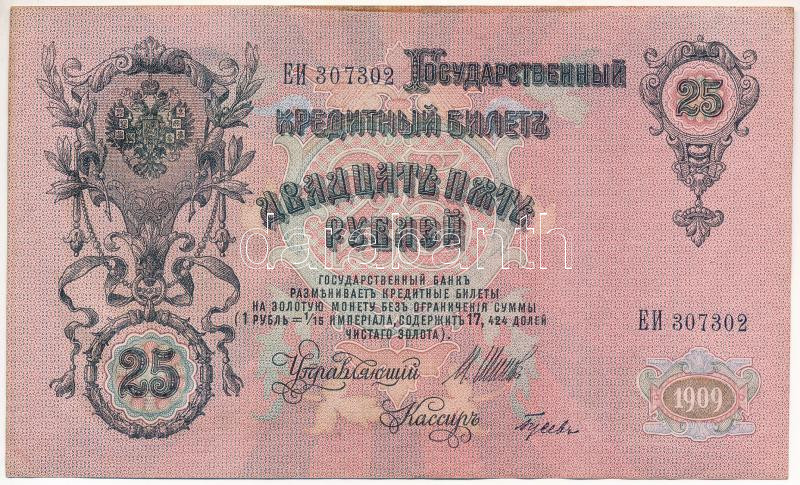 ЕИ 307302 Государственный
25
КРЕДИТНЫЙ БИЛЕТЪ
ДВАДЦАТЬ ПЯТЬ
РУБЛЕЙ
darabanth
ГОСУДАРСТВЕННЫЙ БАНКЪ
РАЗМѢНИВАЕТЪ КРЕДИТНЫЕ БИЛЕТЫ
НА ЗОЛОТУЮ МОНЕТУ БЕЗЪ ОГРАНИЧЕНІЯ СУММЫ
(1 РУБЛЬ = 1/15 ИМПЕРІАЛА, СОДЕРЖИТЪ 17,424 ДОЛЕЙ
ЧИСТАГО ЗОЛОТА).
ЕИ 307302
25
Управляющій
Кассиръ
1909